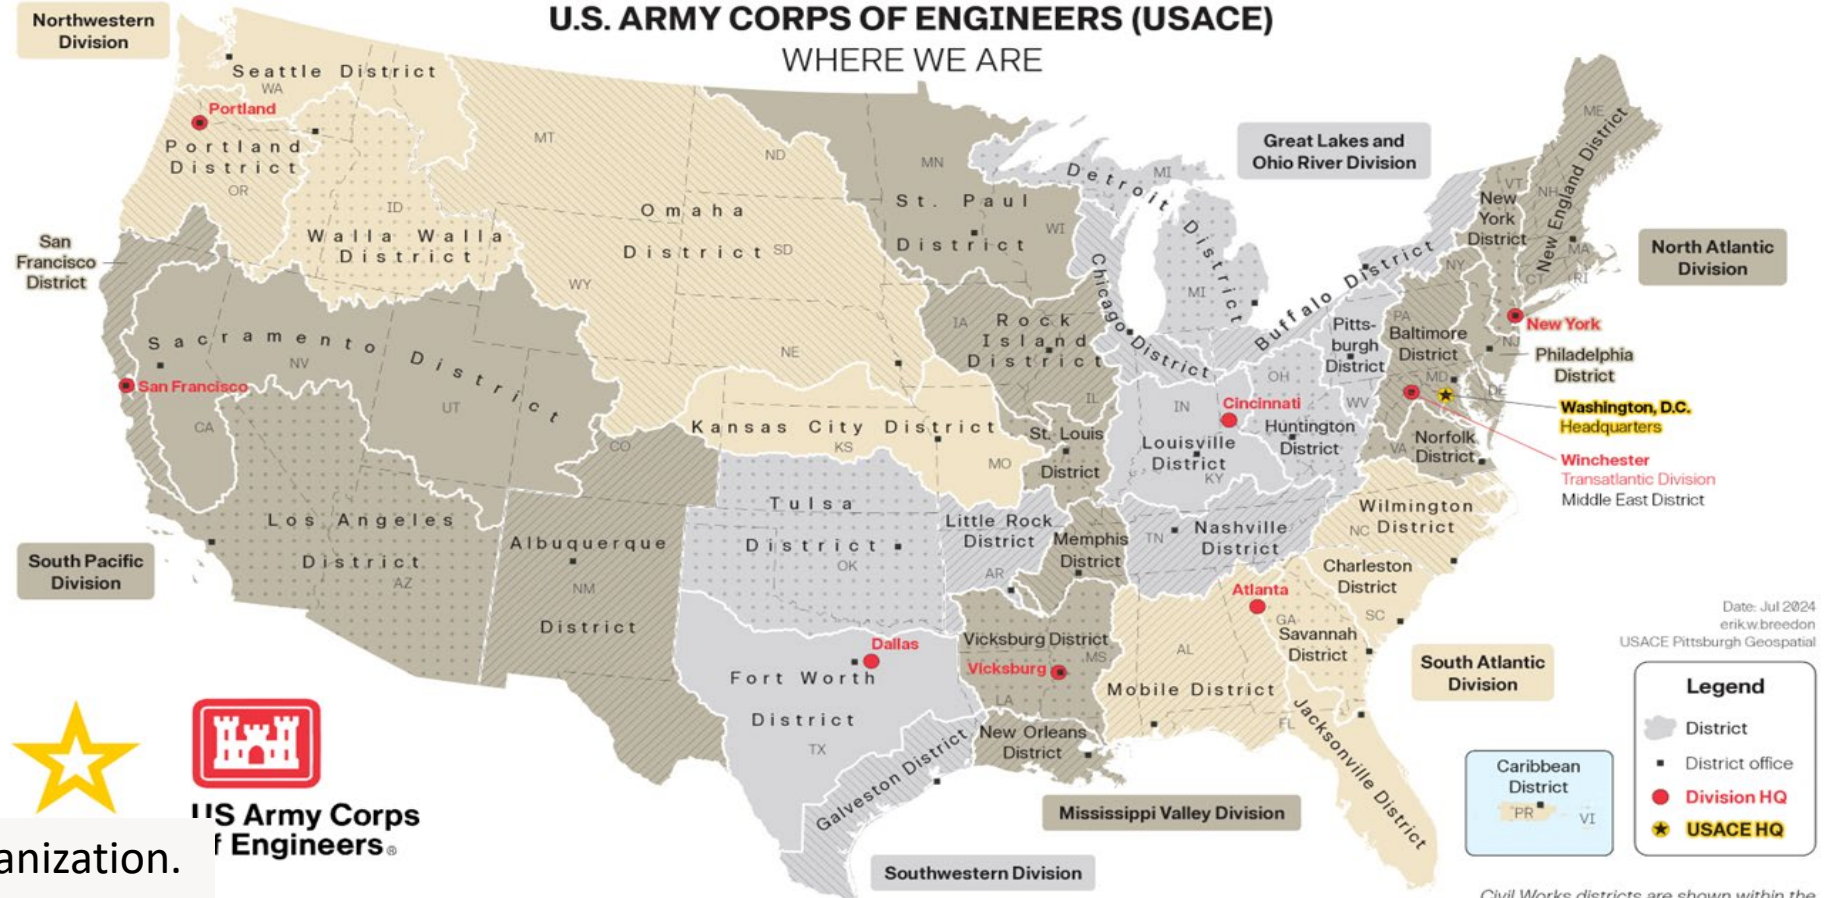 U.S. ARMY CORPS OF ENGINEERS (USACE)
WHERE WE ARE
Northwestern
Division
Seattle District
WA
Portland
Portland
District
OR
ID
Walla Walla
District
MT
ND
MN
Omaha
District
SD
WY
NE
St. Paul
District
WI
Detroit District
MI
MI
Great Lakes and
Ohio River Division
Chicago District
Buffalo District
New
York
District
VT
NH
ME
New England District
MA
CT
RI
NY
North Atlantic
Division
San
Francisco
District
Sacramento District
NV
UT
San Francisco
CA
IA
Rock
Island
District
IL
Pitts-
burgh
District
PA
Baltimore
District
MD
NJ
New York
Philadelphia
District
DE
Washington, D.C.
Headquarters
OH
WV
IN
Cincinnati
Huntington
District
Louisville
District
KY
Norfolk
District
VA
Winchester
Transatlantic Division
Middle East District
CO
Kansas City District
KS
MO
St. Louis
District
Los Angeles
District
AZ
South Pacific
Division
Albuquerque
NM
District
Tulsa
District
OK
Little Rock
District
AR
Memphis
District
TN
Nashville
District
Wilmington
District
NC
Charleston
District
SC
Atlanta
GA
Savannah
District
Dallas
Fort Worth
District
TX
Vicksburg District
MS
Vicksburg
LA
AL
Mobile District
FL
Jacksonville District
South Atlantic
Division
New Orleans
District
Galveston District
Mississippi Valley Division
Southwestern Division
Date: Jul 2024
erik.w.breedon
USACE Pittsburgh Geospatial
Legend
District
District office
Division HQ
USACE HQ
Caribbean
District
PR
VI
US Army Corps
f Engineers®
anization.
Civil Works districts are shown within the